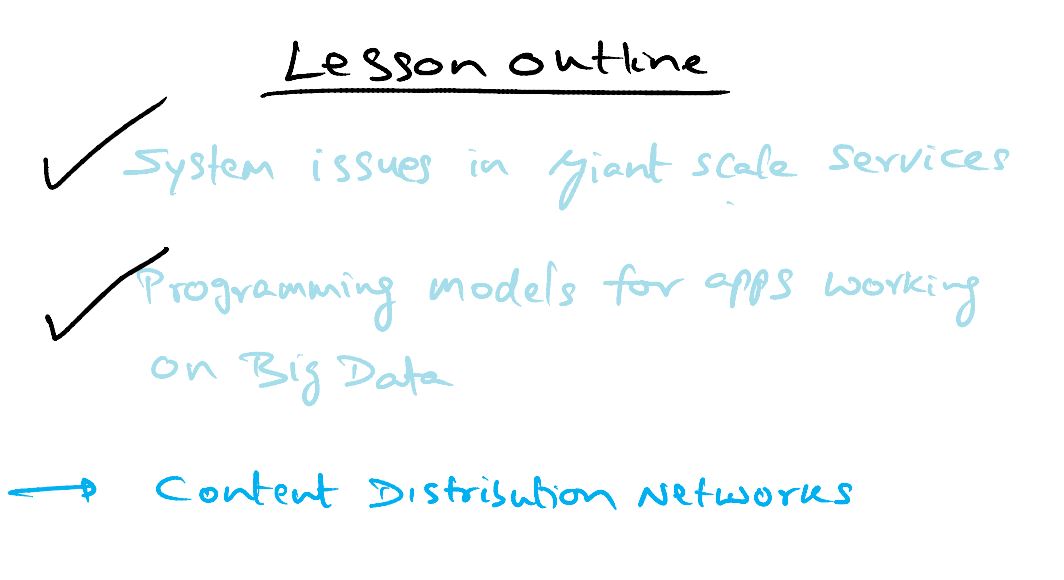 Lesson outline
System issues in giant scale services
Programming models for apps working
on Big Data
Content Distribution Networks